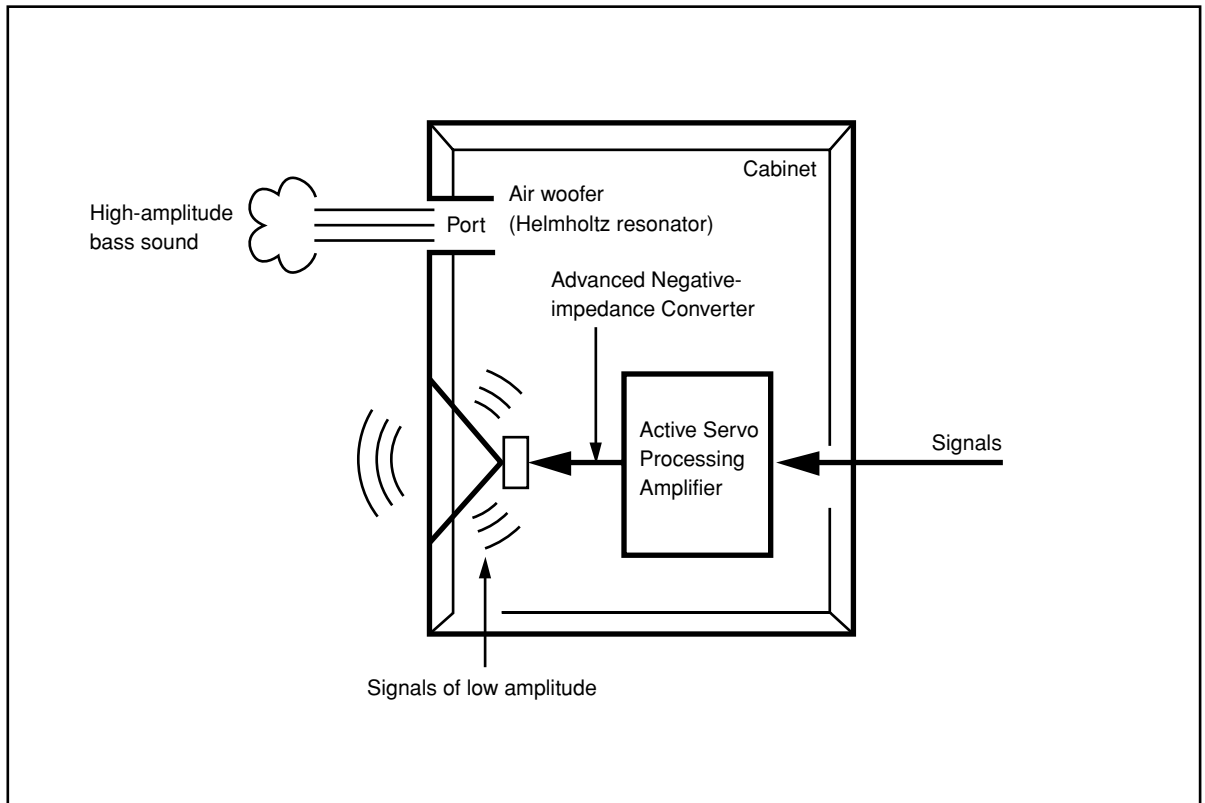 Cabinet
Air woofer
(Helmholtz resonator)
High-amplitude
bass sound
Port
Advanced Negative-
impedance Converter
Active Servo
Processing
Amplifier
Signals
Signals of low amplitude